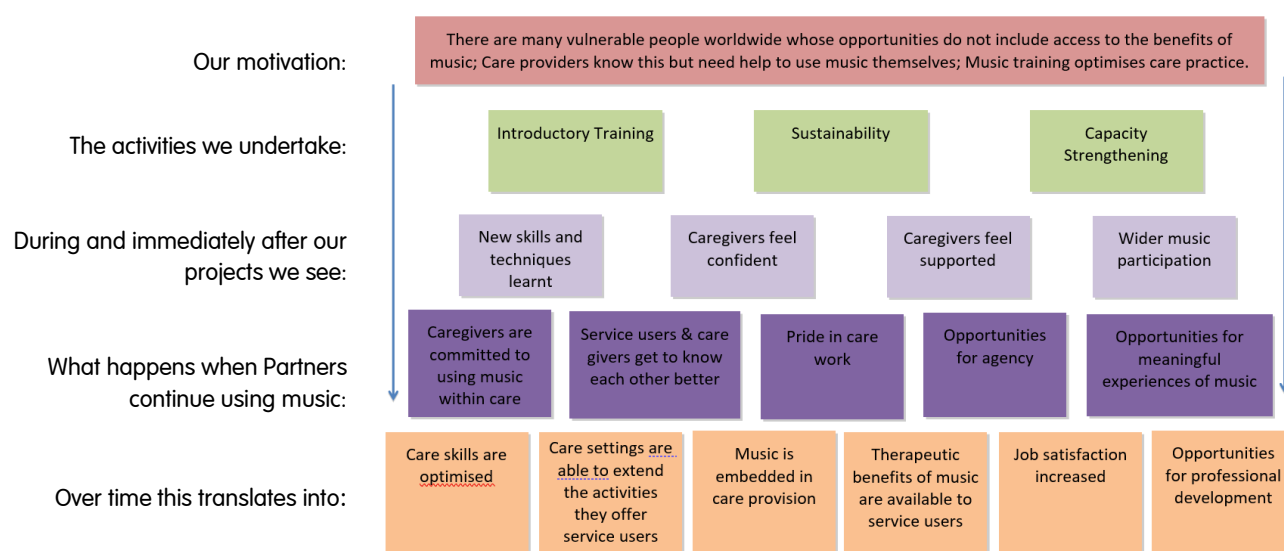 Our motivation:
There are many vulnerable people worldwide whose opportunities do not include access to the benefits of
music; Care providers know this but need help to use music themselves; Music training optimises care practice.
The activities we undertake:
Introductory Training
Sustainability
Capacity
Strengthening
During and immediately after our
projects we see:
New skills and
techniques
learnt
Caregivers feel
confident
Caregivers feel
supported
Wider music
participation
What happens when Partners
continue using music:
Caregivers are
committed to
using music
within care
Service users & care
givers get to know
each other better
Pride in care
work
Opportunities
for agency
Opportunities for
meaningful
experiences of music
Over time this translates into:
Care skills are
optimised
Care settings are
able to extend
the activities
they offer
service users
Music is
embedded in
care provision
Therapeutic
benefits of music
are available to
service users
Job satisfaction
increased
Opportunities
for professional
development